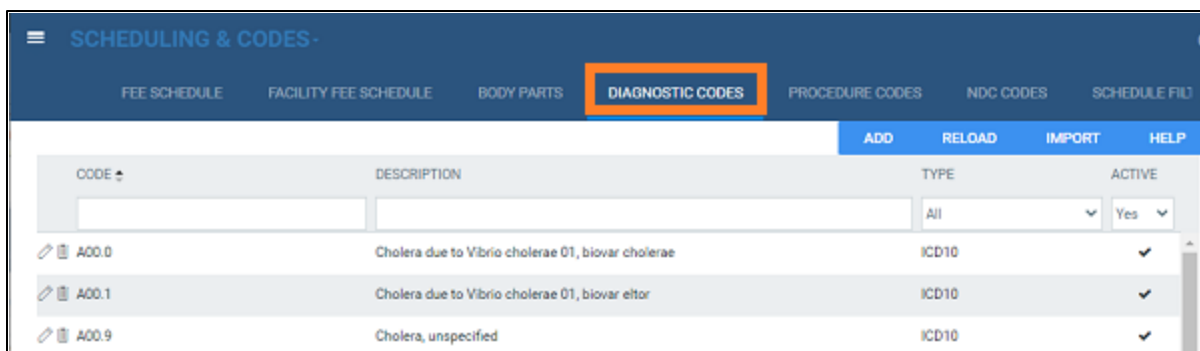 SCHEDULING & CODES-
FEE SCHEDULE FACILITY FEE SCHEDULE BODY PARTS DIAGNOSTIC CODES PROCEDURE CODES NDC CODES SCHEDULE FILT
ADD RELOAD IMPORT HELP
CODE DESCRIPTION TYPE ACTIVE
All Yes
A00.0 Cholera due to Vibrio cholerae 01, biovar cholerae ICD10
A00.1 Cholera due to Vibrio cholerae 01, biovar eltor ICD10
A00.9 Cholera, unspecified ICD10